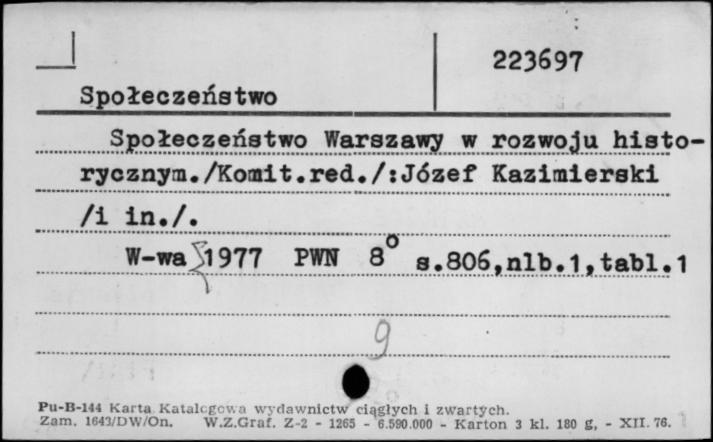 223697
Społeczeństwo
Społeczeństwo Warszawy w rozwoju histo-
rycznym./Komit.red./:Józef Kazimierski
/i in./.
W-wa 1977 PWN 8° s.806,nlb.1,tabl.1
9
Pu-B-144 Karta Katalogowa wydawnictw ciągłych i zwartych.
Zam. 1643/DW/On. W.Z.Graf. Z-2 - 1265 - 6.590.000 - Karton 3 kl. 180 g, - XII. 76.